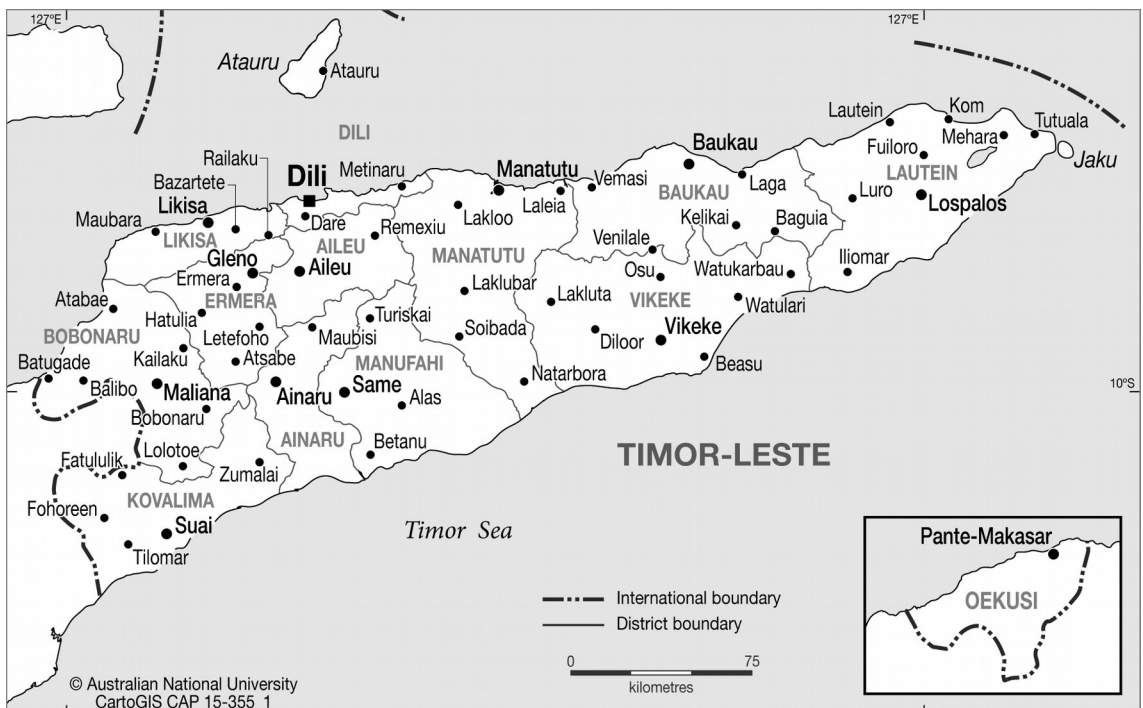 127°E
127°E
Atauru
Atauru
DILI
Lautein
Kom
Mehara
Tutuala
Fuiloro
Jaku
LAUTEIN
Luro
Lospalos
Iliomar
Railaku
Bazartete
Likisa
Maubara
LIKISA
Dili
Dare
Metinaru
Manatutu
Laleia
Lakloo
Vemasi
Baukau
BAUKAU
Laga
Kelikai
Baguia
Venilale
Remexiu
AILEU
Aileu
Gleno
Ermera
ERMERA
MANATUTU
Laklubar
Soibada
Natarbora
Osu
Watukarbau
Lakluta
VIKEKE
Watulari
Diloor
Vikeke
Beasu
Atabae
BOBONARU
Hatulia
Letefoho
Maubisi
Turiskai
Kailaku
Atsabe
MANUFAHI
Batugade
Balibo
Maliana
Ainaru
Same
Alas
Bobonaru
Lolotoe
AINARU
Betanu
Zumalai
Fatululik
KOVALIMA
Fohoreen
Suai
Tilomar
10°S
TIMOR-LESTE
Timor Sea
Pante-Makasar
OEKUSI
International boundary
District boundary
0 75
kilometres
© Australian National University
CartoGIS CAP 15-355_1